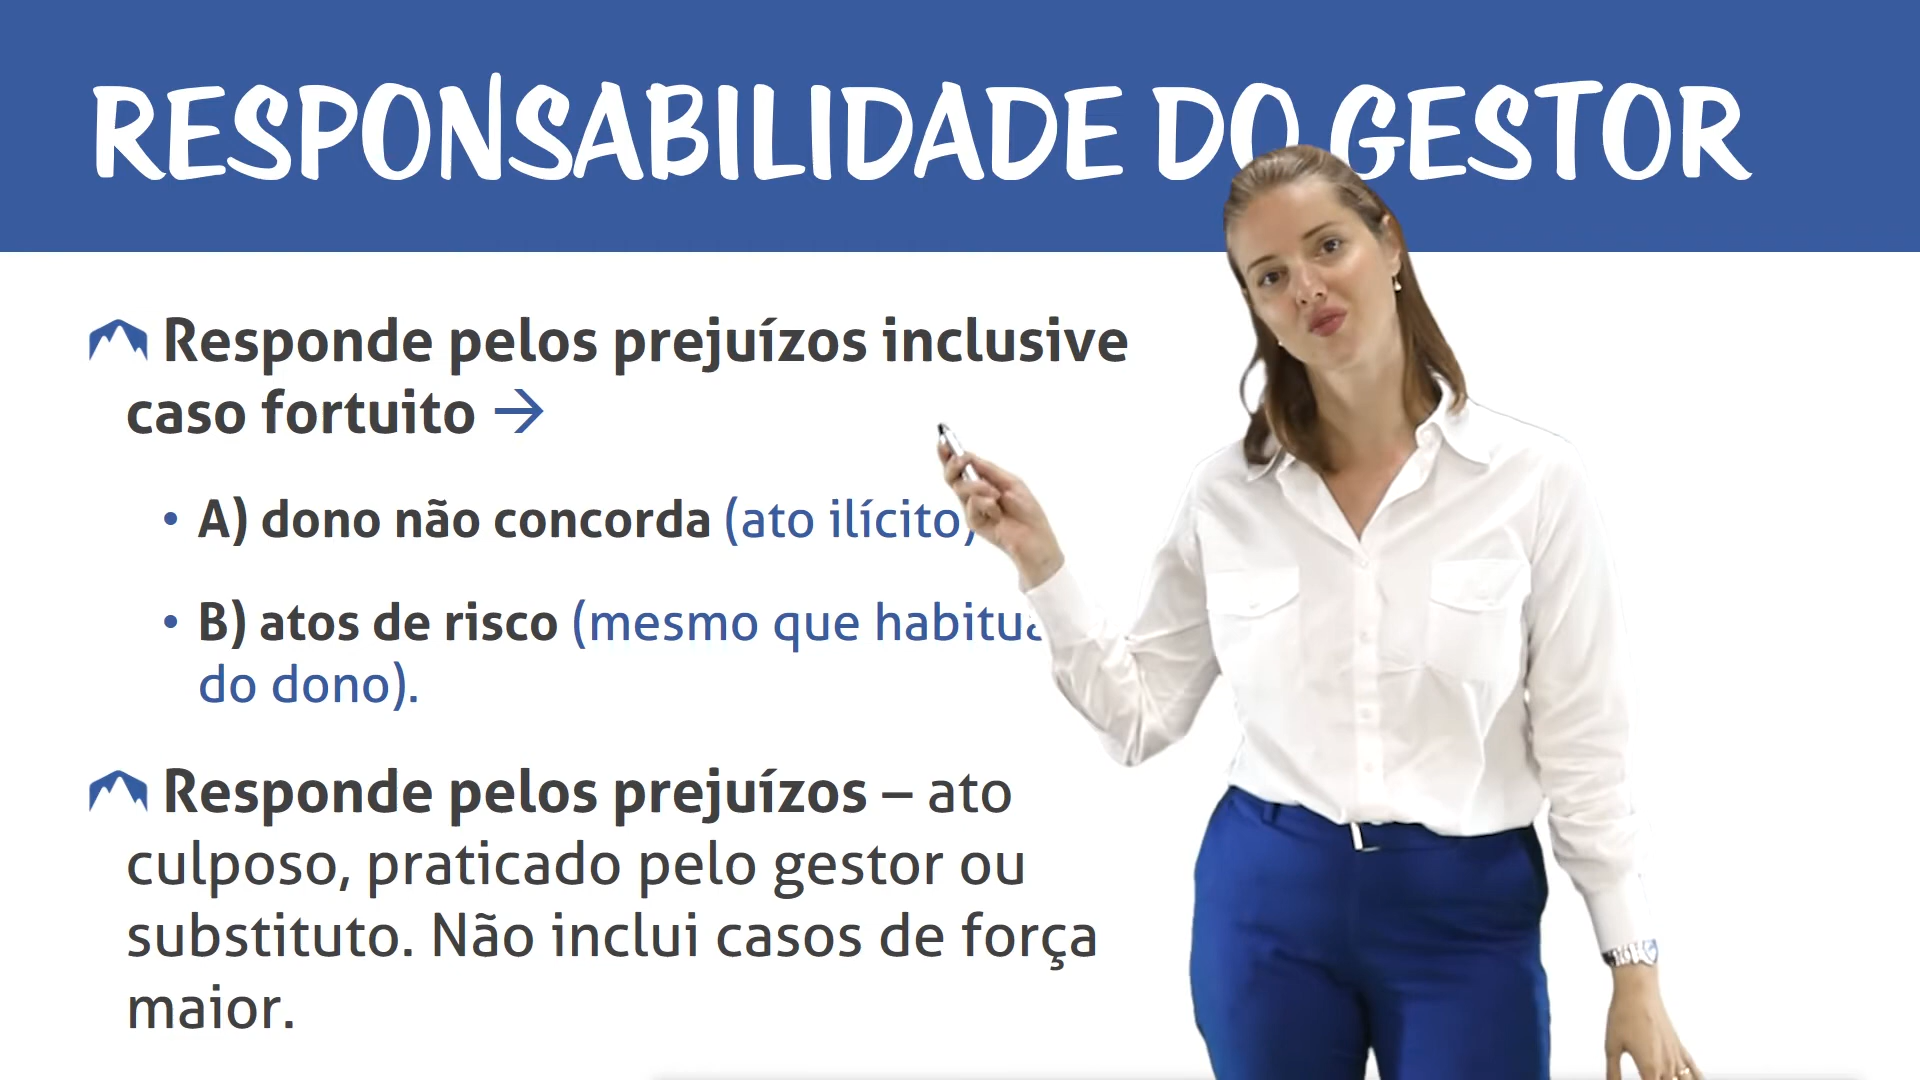 RESPONSABILIDADE DO GESTOR
Responde pelos prejuízos inclusive
caso fortuito →
• A) dono não concorda (ato ilícito)
• B) atos de risco (mesmo que
do dono).
Responde pelos prejuízos – ato
culposo, praticado pelo gestor ou
substituto. Não inclui casos de força
maior.